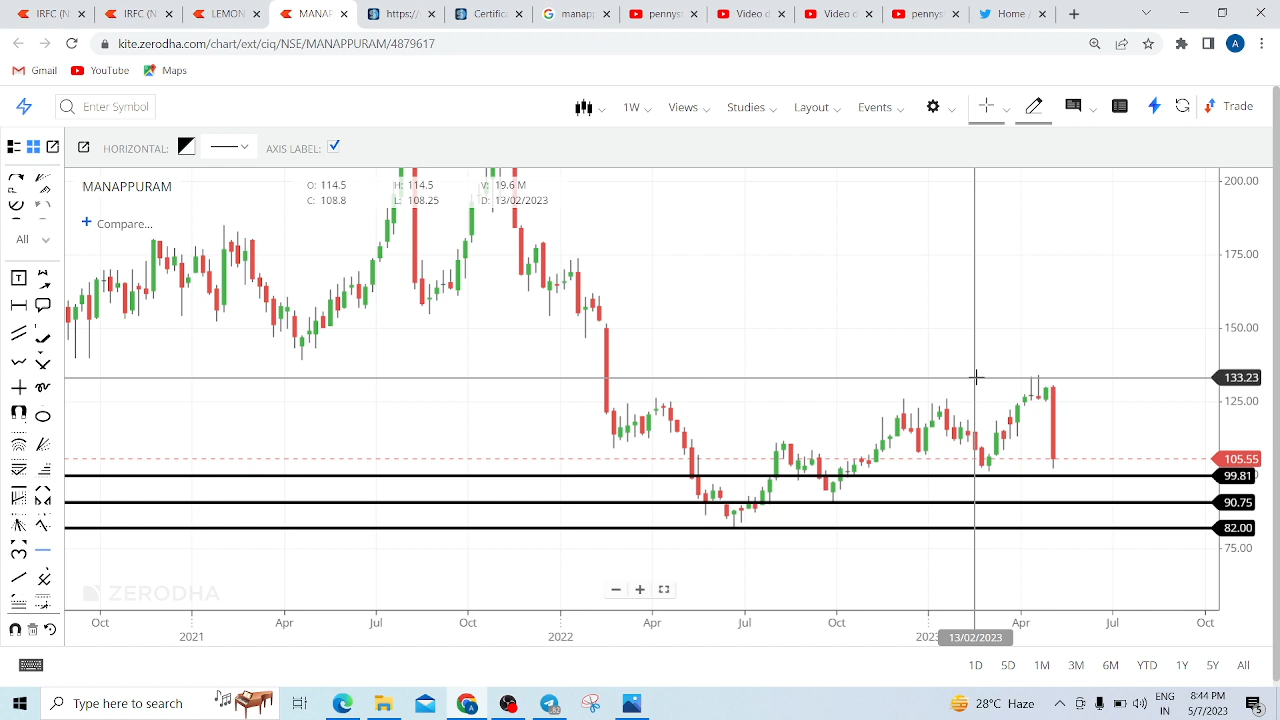 IREC (N
IRC (N
LEMON
MANAP
https:/
Certific
manap
pennys
Video d
Video d
pennys
Home /
kite.zerodha.com/chart/ext/ciq/NSE/MANAPPURAM/4879617
A
Gmail
YouTube
Maps
Enter Symbol
1W
Views
Studies
Layout
Events
Trade
HORIZONTAL:
AXIS LABEL:
MANAPPURAM
O: 114.5
H: 114.5
V: 19.6 M
C: 108.8
L: 108.25
D: 13/02/2023
+ Compare...
All
200.00
175.00
150.00
133.23
125.00
105.55
99.81
90.75
82.00
75.00
ZERODHA
Oct
2021
Apr
Jul
Oct
2022
Apr
Jul
Oct
2023
13/02/2023
Apr
Jul
Oct
1D
5D
1M
3M
6M
YTD
1Y
5Y
All
Type here to search
28°C Haze
ENG
IN
8:44 PM
5/7/2023